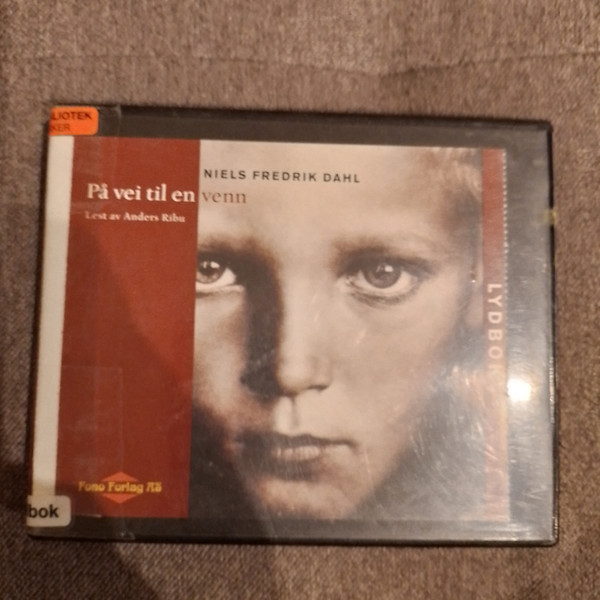 LIOTEK
KER
NIELS FREDRIK DAHL
På vei til en venn
Lest av Anders Ribu
LYDBOK
Fono Forlag AS
bok